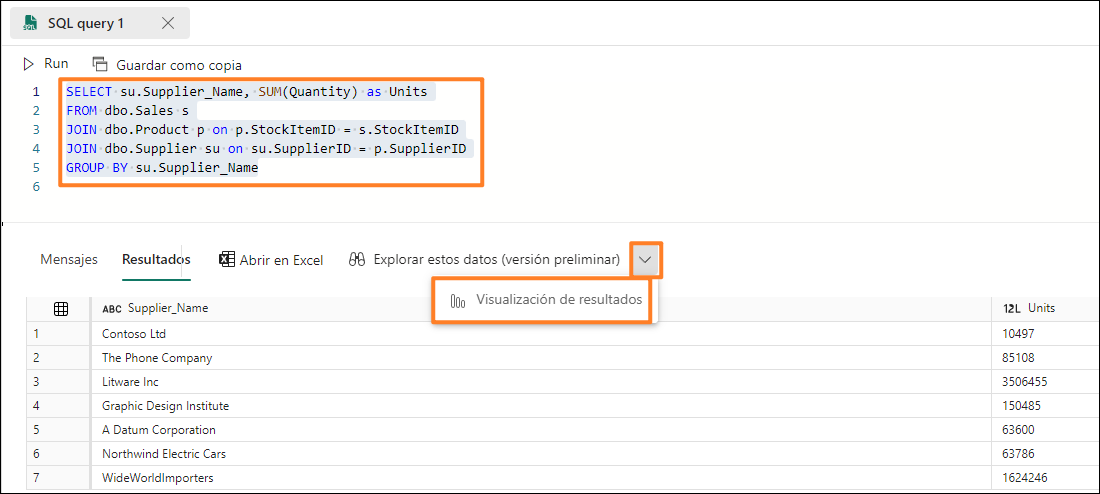 SQL query 1
Run Guardar como copia
1 SELECT su.Supplier_Name, SUM(Quantity) as Units
2 FROM dbo.Sales s
3 JOIN dbo.Product p on p.StockItemID = s.StockItemID
4 JOIN dbo.Supplier su on su.SupplierID = p.SupplierID
5 GROUP BY su.Supplier_Name
6
Mensajes Resultados Abrir en Excel Explorar estos datos (versión preliminar)
Visualización de resultados
ABC Supplier_Name 12L Units
1 Contoso Ltd 10497
2 The Phone Company 85108
3 Litware Inc 3506455
4 Graphic Design Institute 150485
5 A Datum Corporation 63600
6 Northwind Electric Cars 63786
7 WideWorldImporters 1624246